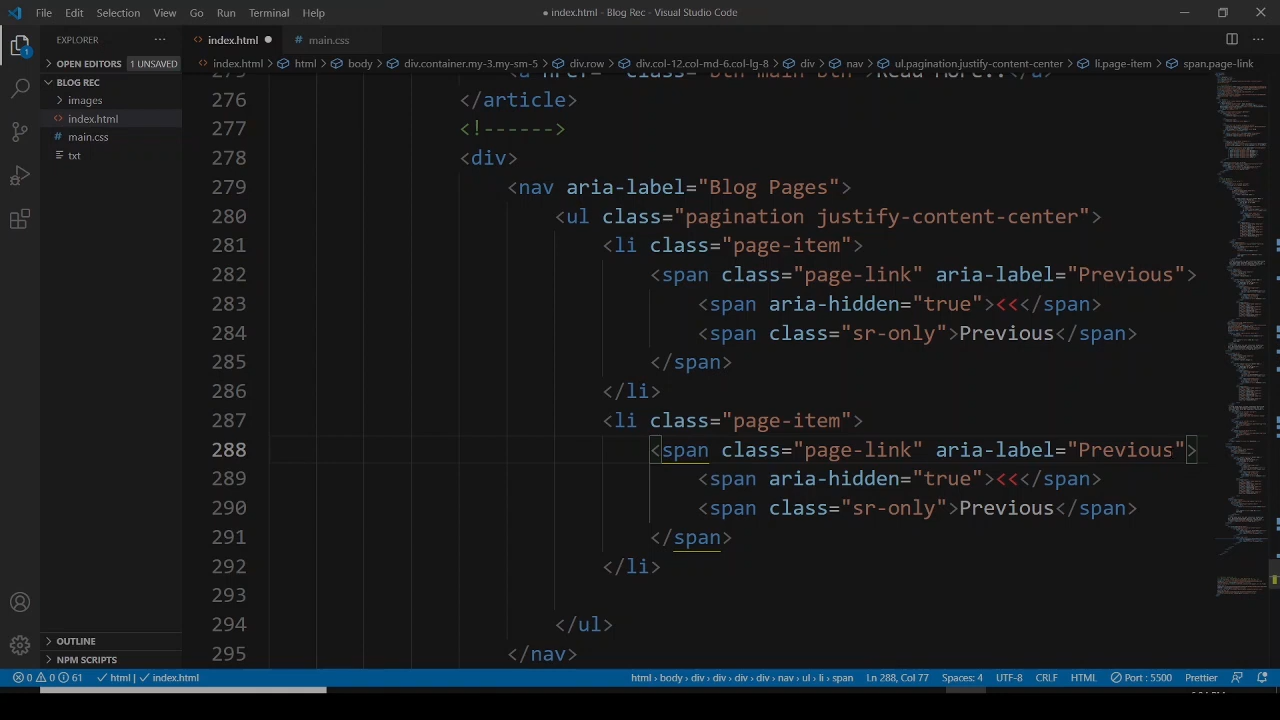 File Edit Selection View Go Run Terminal Help ● index.html - Blog Rec - Visual Studio Code
EXPLORER ··· <> index.html ● # main.css
OPEN EDITORS 1 UNSAVED
<> index.html > html > body > div.container.my-3.my-sm-5 > div.row > div.col-12.col-md-6.col-lg-8 > div > nav > ul.pagination.justify-content-center > li.page-item > span.page-link
BLOG REC
images
<> index.html
# main.css
txt
OUTLINE
NPM SCRIPTS
1
276 </article>
277 <!------>
278 <div>
279 <nav aria-label="Blog Pages">
280 <ul class="pagination justify-content-center">
281 <li class="page-item">
282 <span class="page-link" aria-label="Previous">
283 <span aria-hidden="true"><<</span>
284 <span class="sr-only">Previous</span>
285 </span>
286 </li>
287 <li class="page-item">
288 <span class="page-link" aria-label="Previous">
289 <span aria-hidden="true"><<</span>
290 <span class="sr-only">Previous</span>
291 </span>
292 </li>
293
294 </ul>
295 </nav>
0 0 61 html | index.html html > body > div > div > div > div > nav > ul > li > span Ln 288, Col 77 Spaces: 4 UTF-8 CRLF HTML Port : 5500 Prettier